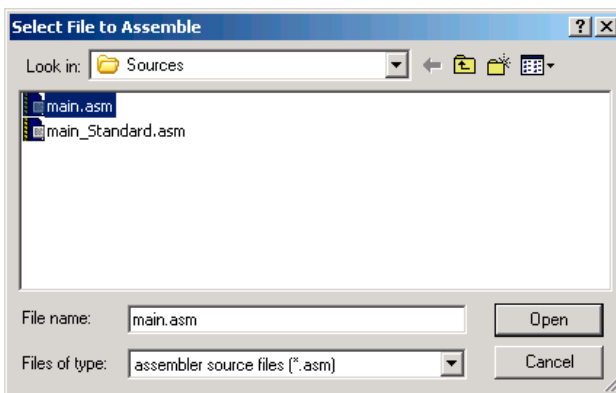 Select File to Assemble
Look in: Sources
main.asm
main_Standard.asm
File name: main.asm Open
Files of type: assembler source files (*.asm) Cancel